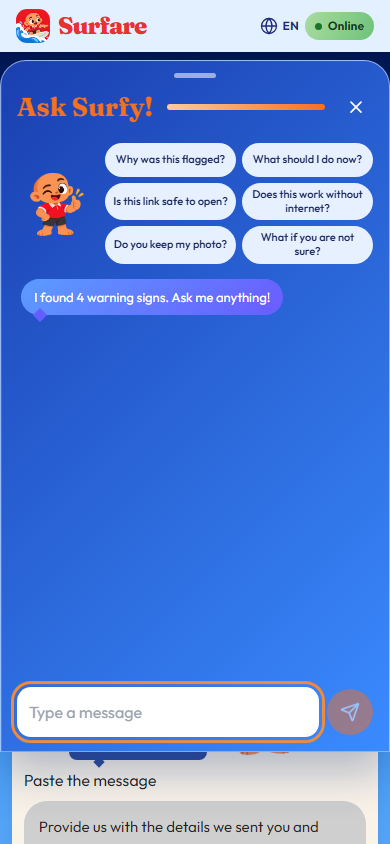 Surfare
EN
Online
Ask Surfy!
Why was this flagged?
What should I do now?
Is this link safe to open?
Does this work without
internet?
Do you keep my photo?
What if you are not
sure?
I found 4 warning signs. Ask me anything!
Type a message
Paste the message
Provide us with the details we sent you and